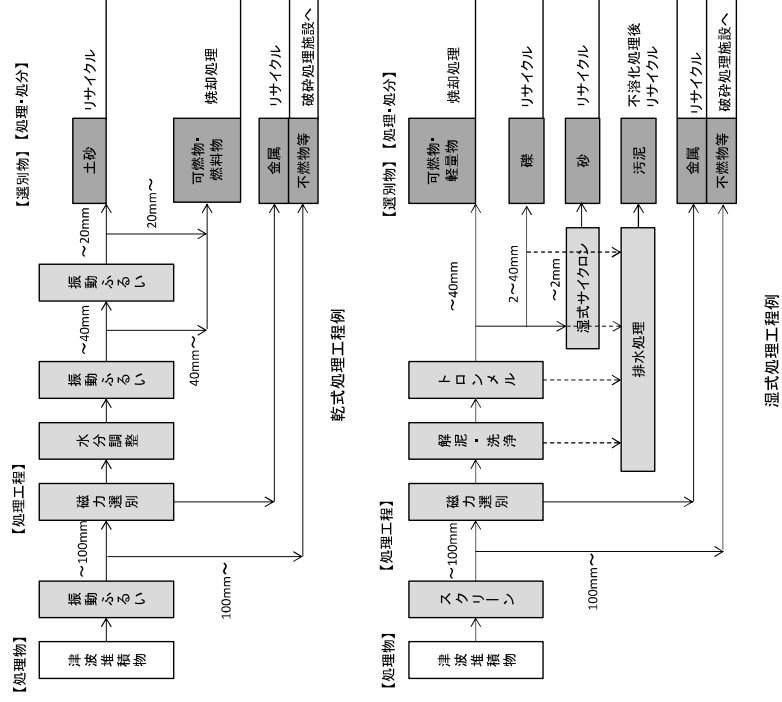 【処理物】
【処理工程】
【選別物】
【処理・処分】
津波堆積物
振動ふるい
～100mm
100mm～
磁力選別
水分調整
振動ふるい
～40mm
40mm～
振動ふるい
～20mm
20mm～
土砂
リサイクル
可燃物・
燃料物
焼却処理
金属
リサイクル
不燃物等
破砕処理施設へ
乾式処理工程例
【処理物】
【処理工程】
【選別物】
【処理・処分】
津波堆積物
スクリーン
～100mm
100mm～
磁力選別
解泥・洗浄
トロンメル
～40mm
2～40mm
～2mm
湿式サイクロン
排水処理
可燃物・
軽量物
焼却処理
礫
リサイクル
砂
リサイクル
汚泥
不溶化処理後
リサイクル
金属
リサイクル
不燃物等
破砕処理施設へ
湿式処理工程例